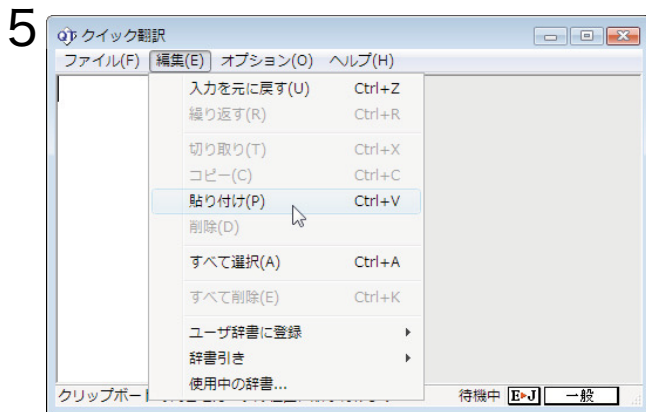 5
クイック翻訳
ファイル(F) 編集(E) オプション(O) ヘルプ(H)
入力を元に戻す(U) Ctrl+Z
繰り返す(R) Ctrl+R
切り取り(T) Ctrl+X
コピー(C) Ctrl+C
貼り付け(P) Ctrl+V
削除(D)
すべて選択(A) Ctrl+A
すべて削除(E) Ctrl+K
ユーザ辞書に登録
辞書引き
使用中の辞書...
クリップボー 待機中 E▸J 一般